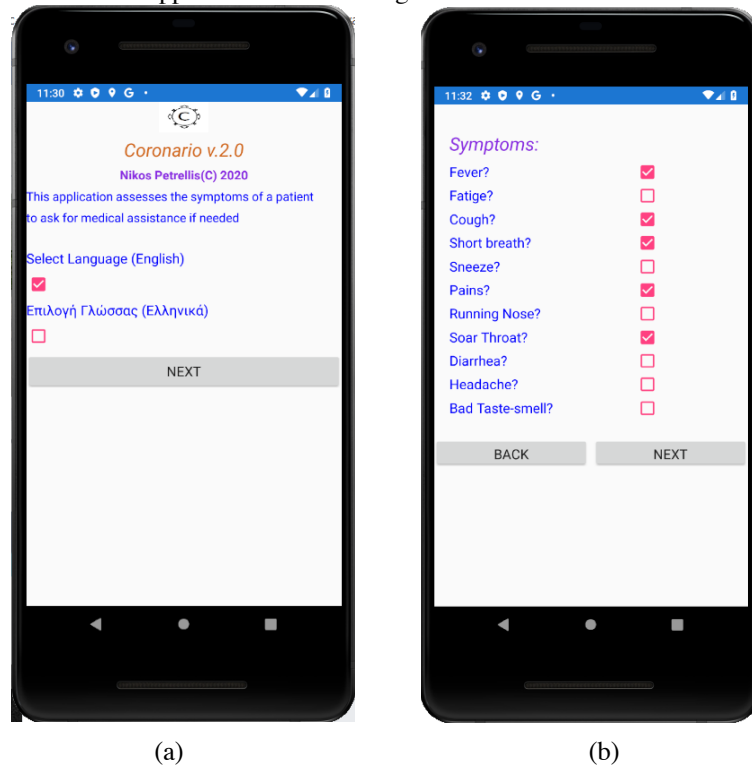 11:30 G
C
Coronario v.2.0
Nikos Petrellis(C) 2020
This application assesses the symptoms of a patient
to ask for medical assistance if needed
Select Language (English)
Επιλογή Γλώσσας (Ελληνικά)
NEXT
(a)
11:32 G
Symptoms:
Fever?
Fatige?
Cough?
Short breath?
Sneeze?
Pains?
Running Nose?
Soar Throat?
Diarrhea?
Headache?
Bad Taste-smell?
BACK NEXT
(b)